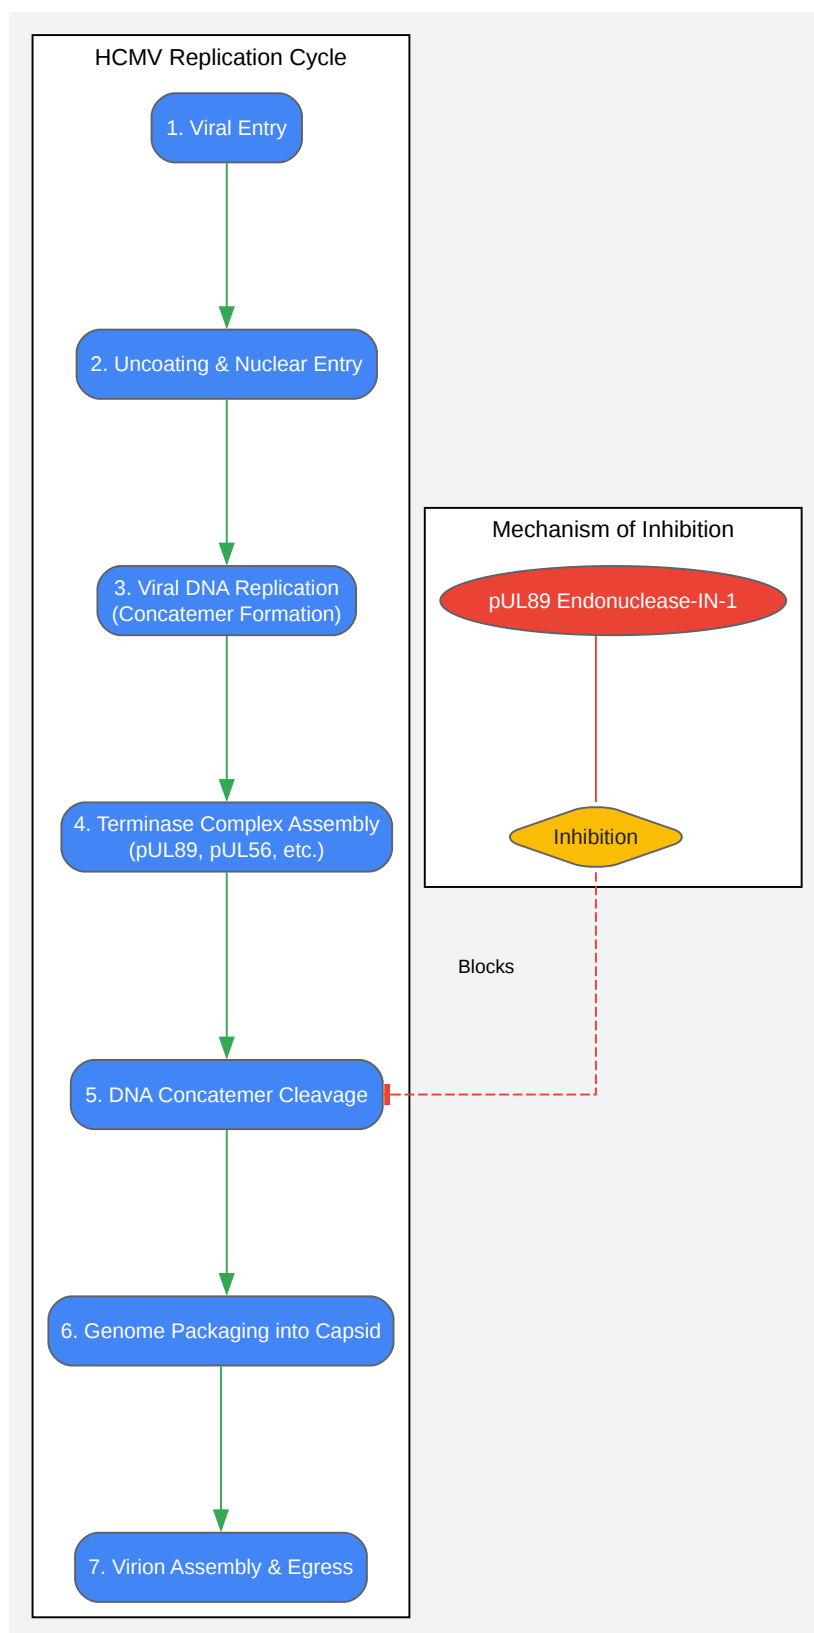 HCMV Replication Cycle
1. Viral Entry
2. Uncoating & Nuclear Entry
3. Viral DNA Replication
(Concatemer Formation)
4. Terminase Complex Assembly
(pUL89, pUL56, etc.)
5. DNA Concatemer Cleavage
6. Genome Packaging into Capsid
7. Virion Assembly & Egress
Mechanism of Inhibition
pUL89 Endonuclease-IN-1
Inhibition
Blocks